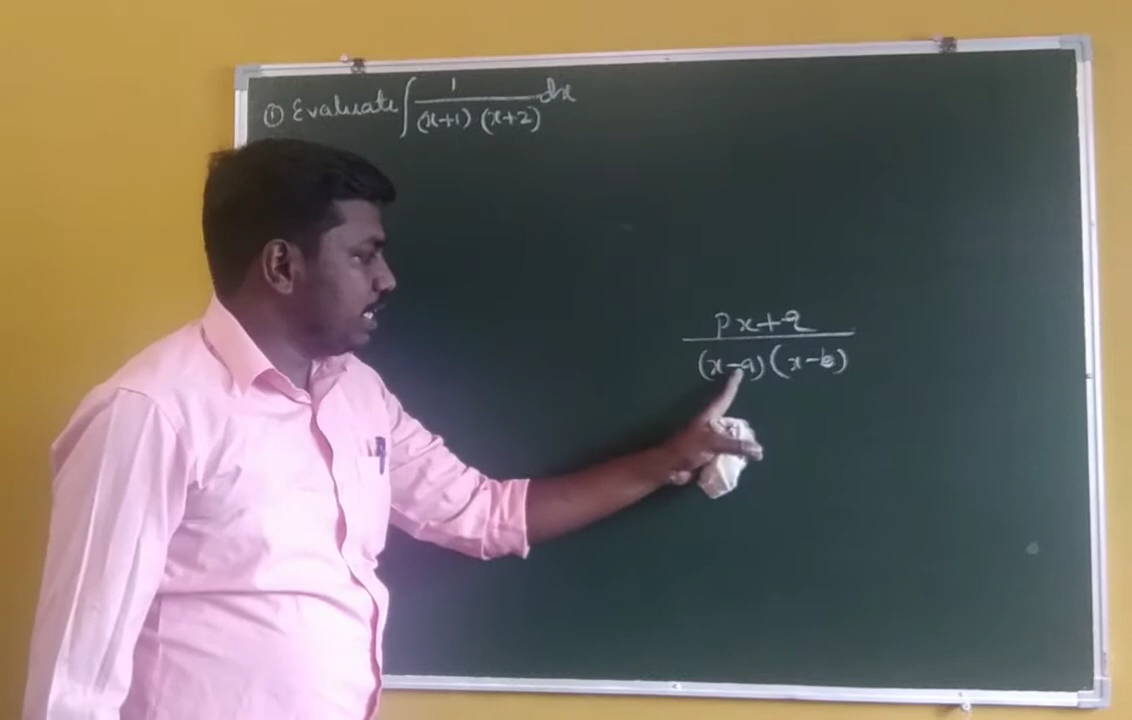 ① Evaluate ∫ 1/((x+1) (x+2)) dx
px+q
(x-a)(x-b)